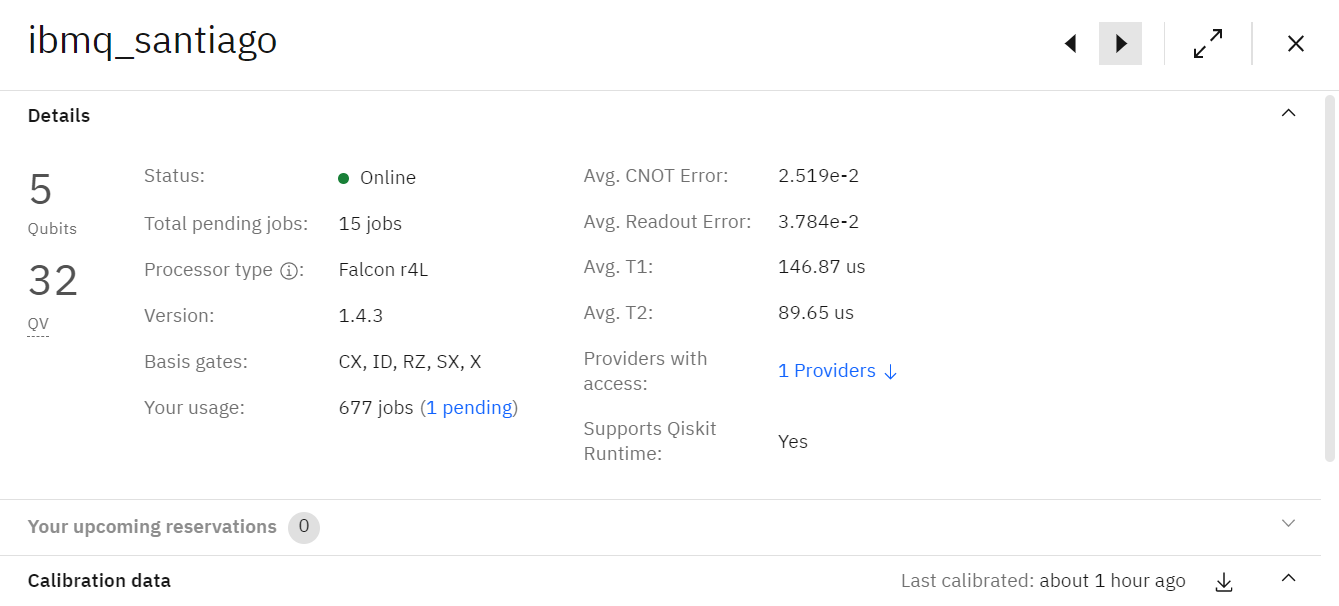 ibmq_santiago
Details
5
Qubits
32
QV
Status: Online
Total pending jobs: 15 jobs
Processor type ⓘ: Falcon r4L
Version: 1.4.3
Basis gates: CX, ID, RZ, SX, X
Your usage: 677 jobs (1 pending)
Avg. CNOT Error: 2.519e-2
Avg. Readout Error: 3.784e-2
Avg. T1: 146.87 us
Avg. T2: 89.65 us
Providers with
access: 1 Providers ↓
Supports Qiskit
Runtime: Yes
Your upcoming reservations 0
Calibration data Last calibrated: about 1 hour ago